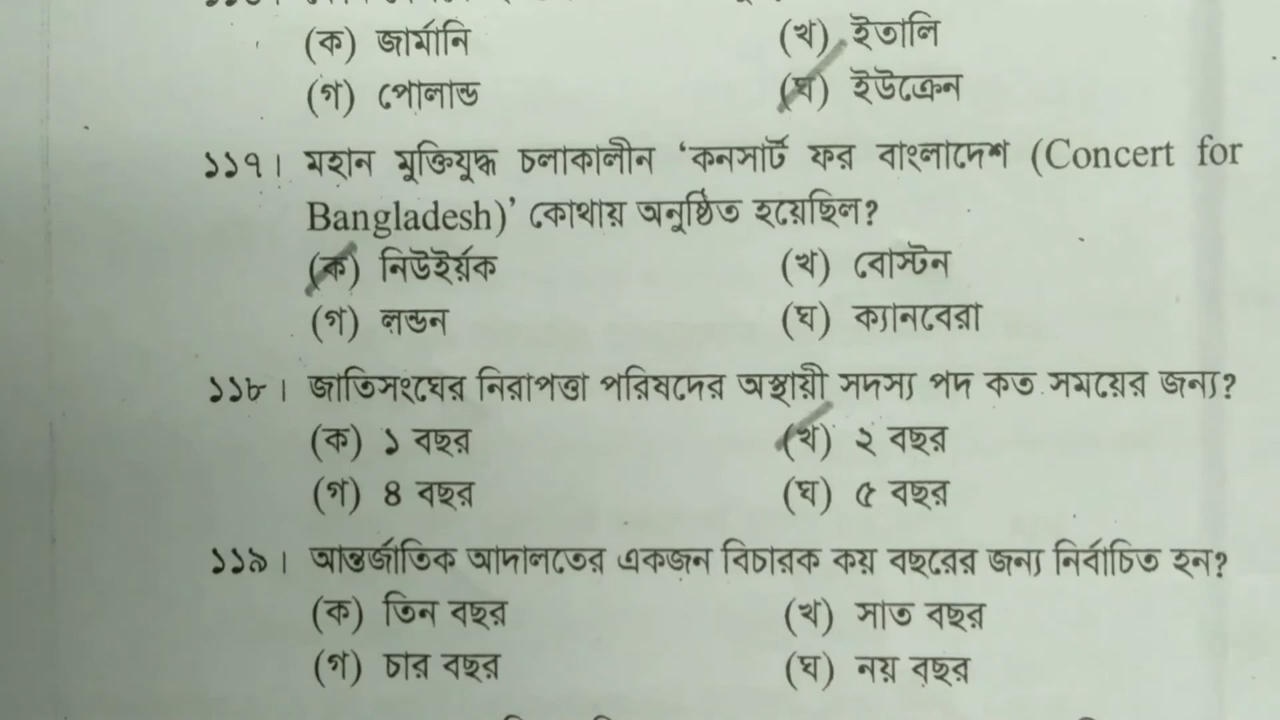 (ক) জার্মানি (খ) ইতালি
(গ) পোলান্ড (ঘ) ইউক্রেন
১১৭। মহান মুক্তিযুদ্ধ চলাকালীন ‘কনসার্ট ফর বাংলাদেশ (Concert for
Bangladesh)’ কোথায় অনুষ্ঠিত হয়েছিল?
(ক) নিউইর্য়ক (খ) বোস্টন
(গ) লন্ডন (ঘ) ক্যানবেরা
১১৮। জাতিসংঘের নিরাপত্তা পরিষদের অস্থায়ী সদস্য পদ কত সময়ের জন্য?
(ক) ১ বছর (খ) ২ বছর
(গ) ৪ বছর (ঘ) ৫ বছর
১১৯। আন্তর্জাতিক আদালতের একজন বিচারক কয় বছরের জন্য নির্বাচিত হন?
(ক) তিন বছর (খ) সাত বছর
(গ) চার বছর (ঘ) নয় বছর